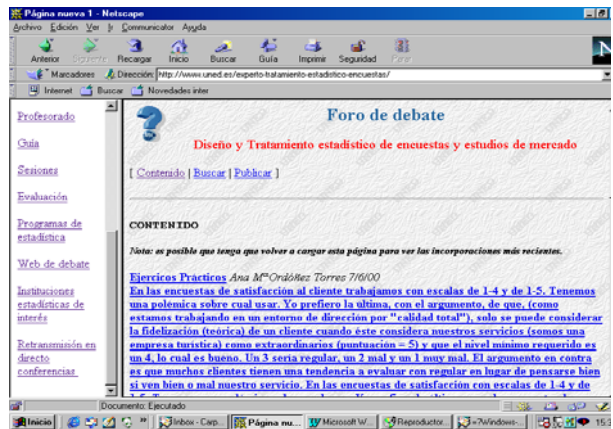 Página nueva 1 - Netscape
Archivo Edición Ver Ir Communicator Ayuda
Anterior Siguiente Recargar Inicio Buscar Guía Imprimir Seguridad Parar
Marcadores Dirección: http://www.uned.es/experto-tratamiento-estadistico-encuestas/
Internet Buscar Novedades inter
Profesorado
Guía
Sesiones
Evaluación
Programas de
estadística
Web de debate
Instituciones
estadísticas de
interés
Retransmisión en
directo
conferencias
Foro de debate
Diseño y Tratamiento estadístico de encuestas y estudios de mercado
[ Contenido | Buscar | Publicar ]
CONTENIDO
Nota: es posible que tenga que volver a cargar esta página para ver las incorporaciones más recientes.
Ejercicos Prácticos Ana MªOrdóñez Torres 7/6/00
En las encuestas de satisfacción al cliente trabajamos con escalas de 1-4 y de 1-5. Tenemos
una polémica sobre cual usar. Yo prefiero la última, con el argumento, de que, (como
estamos trabajando en un entorno de dirección por "calidad total"), solo se puede considerar
la fidelización (teórica) de un cliente cuando éste considera nuestros servicios (somos una
empresa turística) como extraordinarios (puntuación = 5) y que el nivel mínimo requerido es
un 4, lo cual es bueno. Un 3 sería regular, un 2 mal y un 1 muy mal. El argumento en contra
es que muchos clientes tienen una tendencia a evaluar con regular en lugar de pensarse bien
si ven bien o mal nuestro servicio. En las encuestas de satisfacción con escalas de 1-4 y de
Documento: Ejecutado
Inicio Inbox - Carp... Página nu... Microsoft W... Reproductor... =?Windows-...